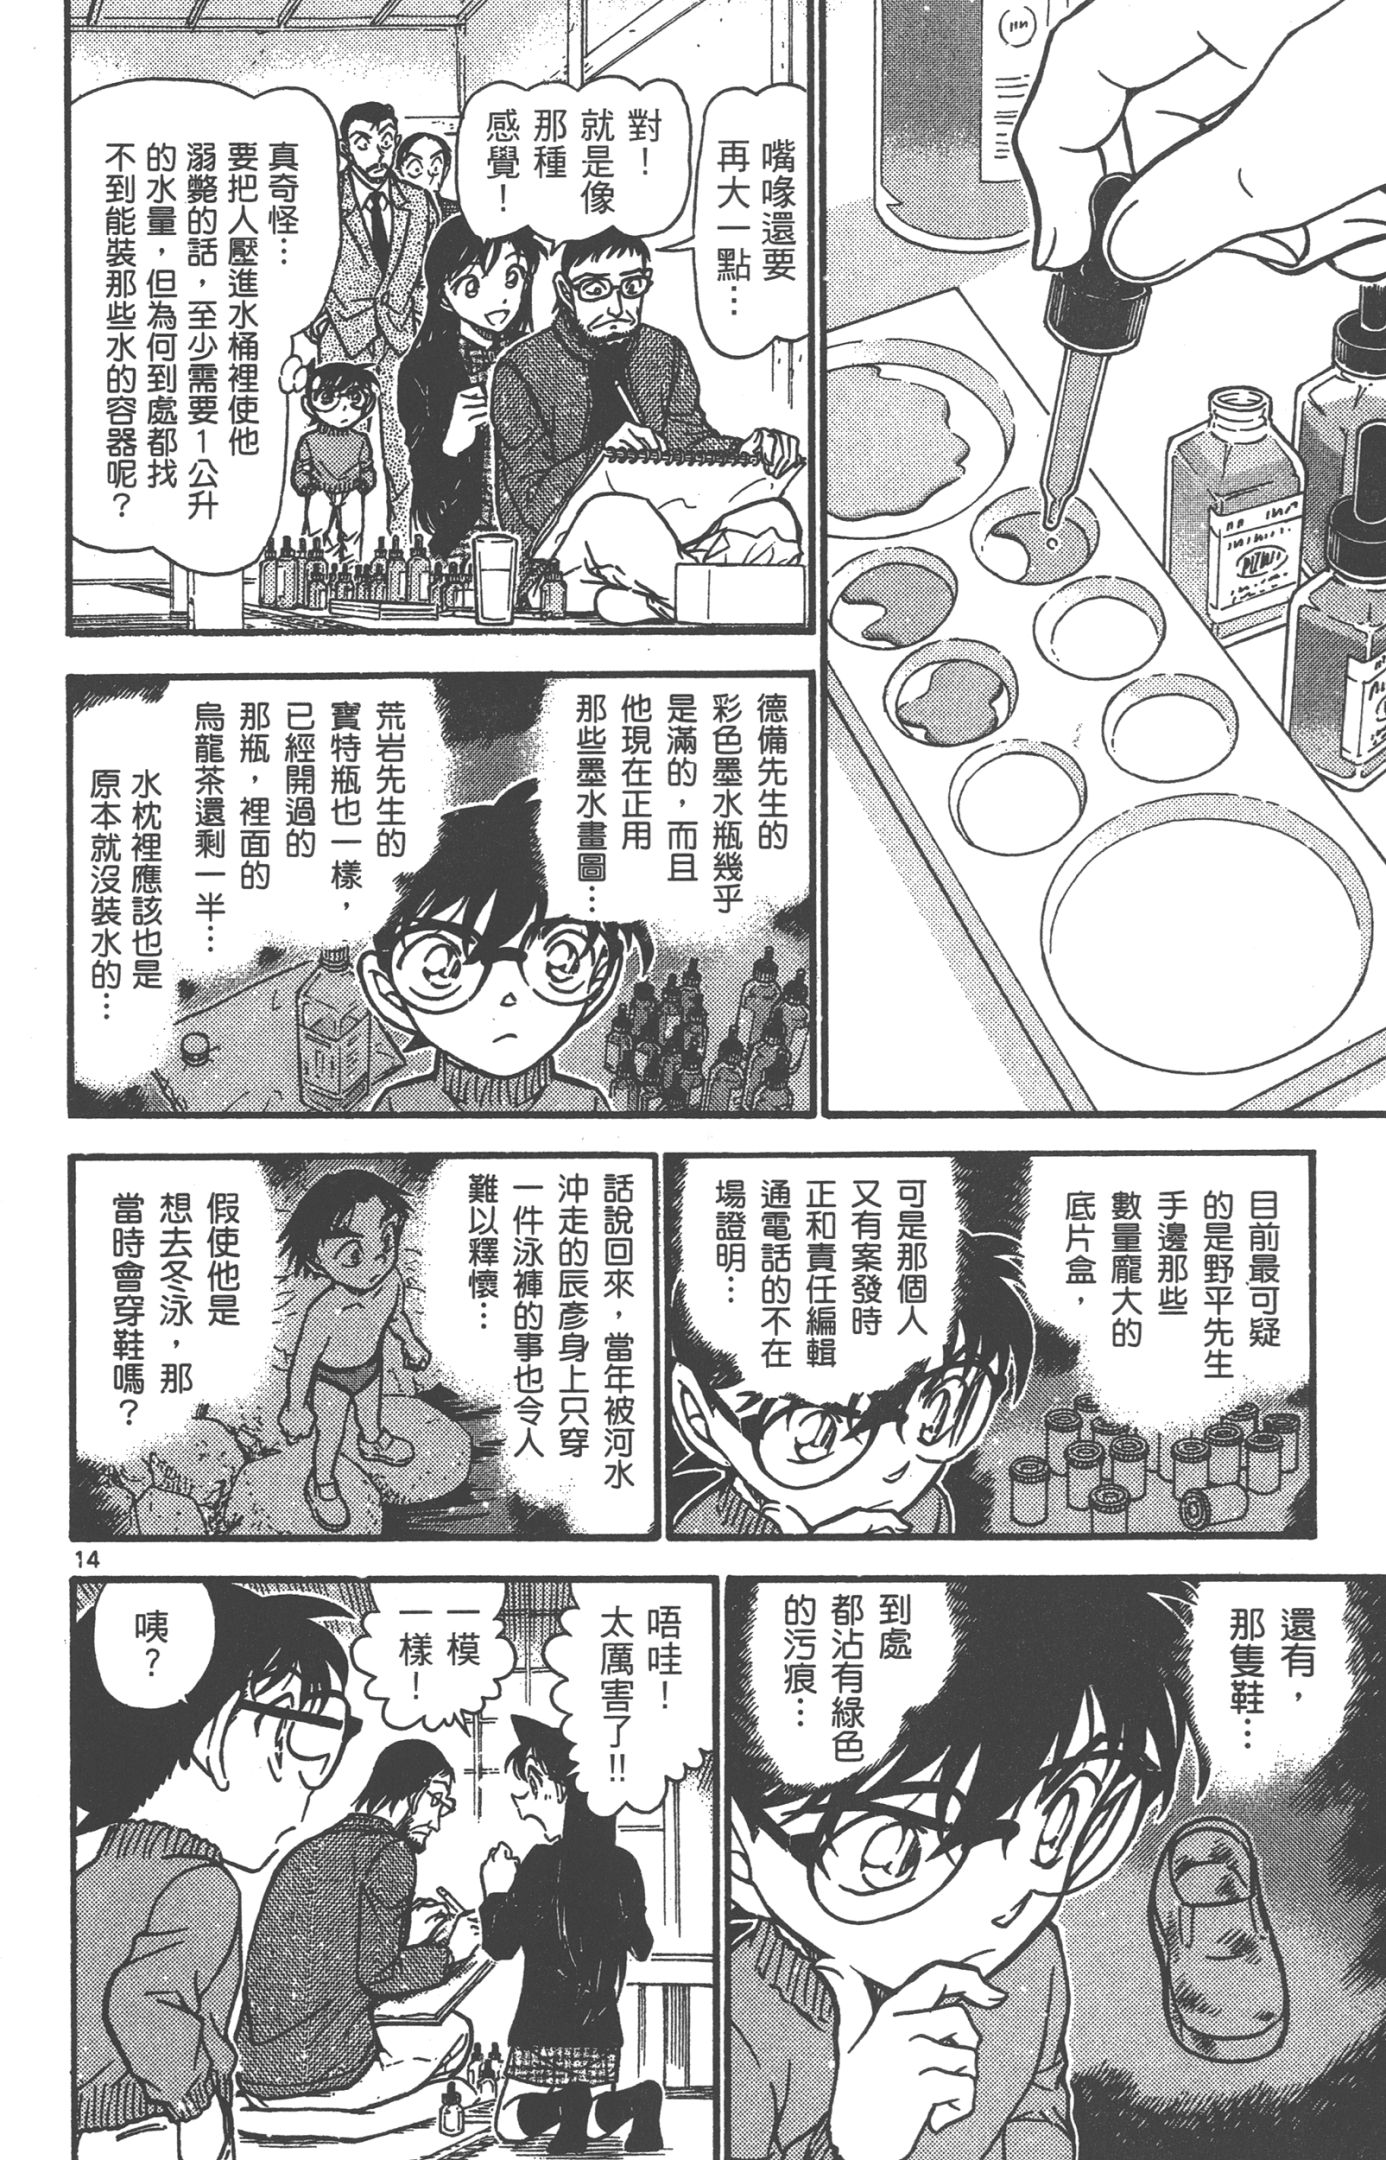 嘴喙還要
再大一點…
對！
就是像
那種
感覺！
真奇怪…
要把人壓進水桶裡使他
溺斃的話，至少需要1公升
的水量，但為何到處都找
不到能裝那些水的容器呢？
德備先生的
彩色墨水瓶幾乎
是滿的，而且
他現在正用
那些墨水畫圖…
荒岩先生的
寶特瓶也一樣，
已經開過的
那瓶，裡面的
烏龍茶還剩一半…
水枕裡應該也是
原本就沒裝水的…
目前最可疑
的是野平先生
手邊那些
數量龐大的
底片盒，
可是那個人
又有案發時
正和責任編輯
通電話的不在
場證明…
話說回來，當年被河水
沖走的辰彥身上只穿
一件泳褲的事也令人
難以釋懷…
假使他是
想去冬泳，那
當時會穿鞋嗎？
14
還有，
那隻鞋…
到處
都沾有綠色
的污痕…
唔哇！
太厲害了!!
一模
一樣！
咦？